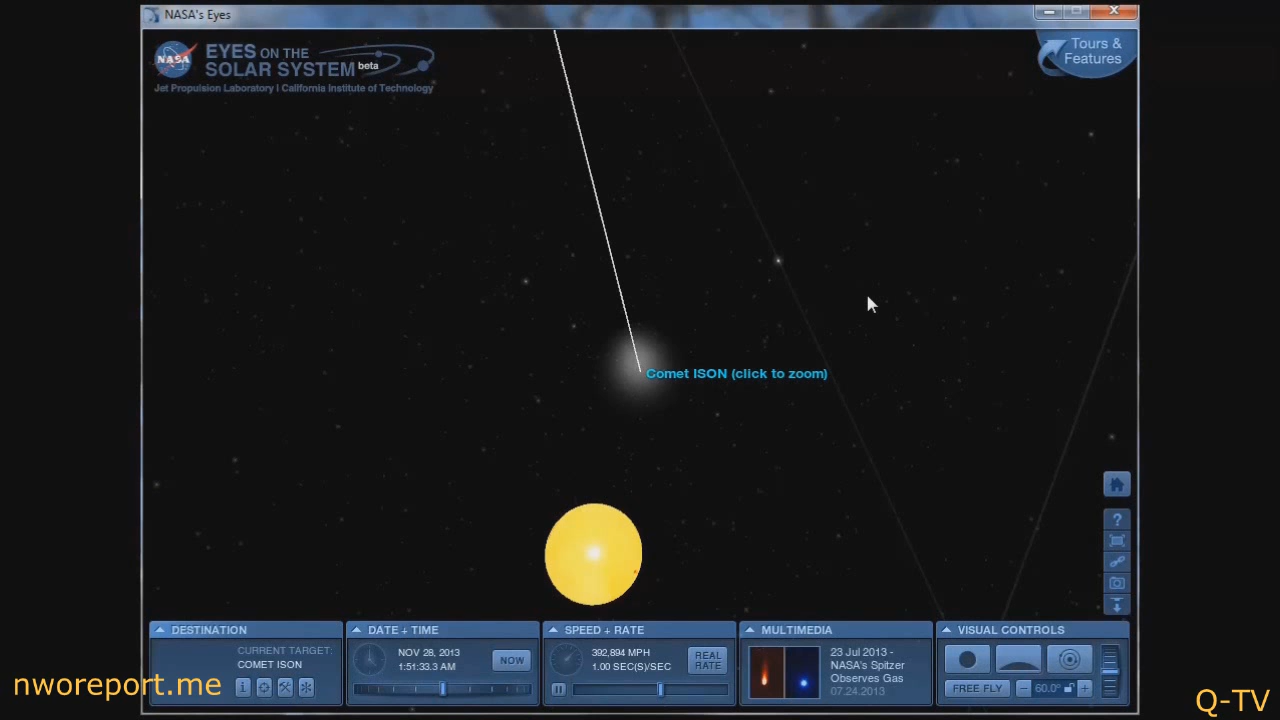 NASA's Eyes
NASA
EYES ON THE
SOLAR SYSTEM beta
Jet Propulsion Laboratory | California Institute of Technology
Tours &
Features
Comet ISON (click to zoom)
?
DESTINATION
CURRENT TARGET:
COMET ISON
DATE + TIME
NOV 28, 2013
1:51:33.3 AM
NOW
SPEED + RATE
392,894 MPH
1.00 SEC(S)/SEC
REAL
RATE
MULTIMEDIA
23 Jul 2013 -
NASA's Spitzer
Observes Gas
07.24.2013
VISUAL CONTROLS
FREE FLY
60.0°
nworeport.me
Q-TV